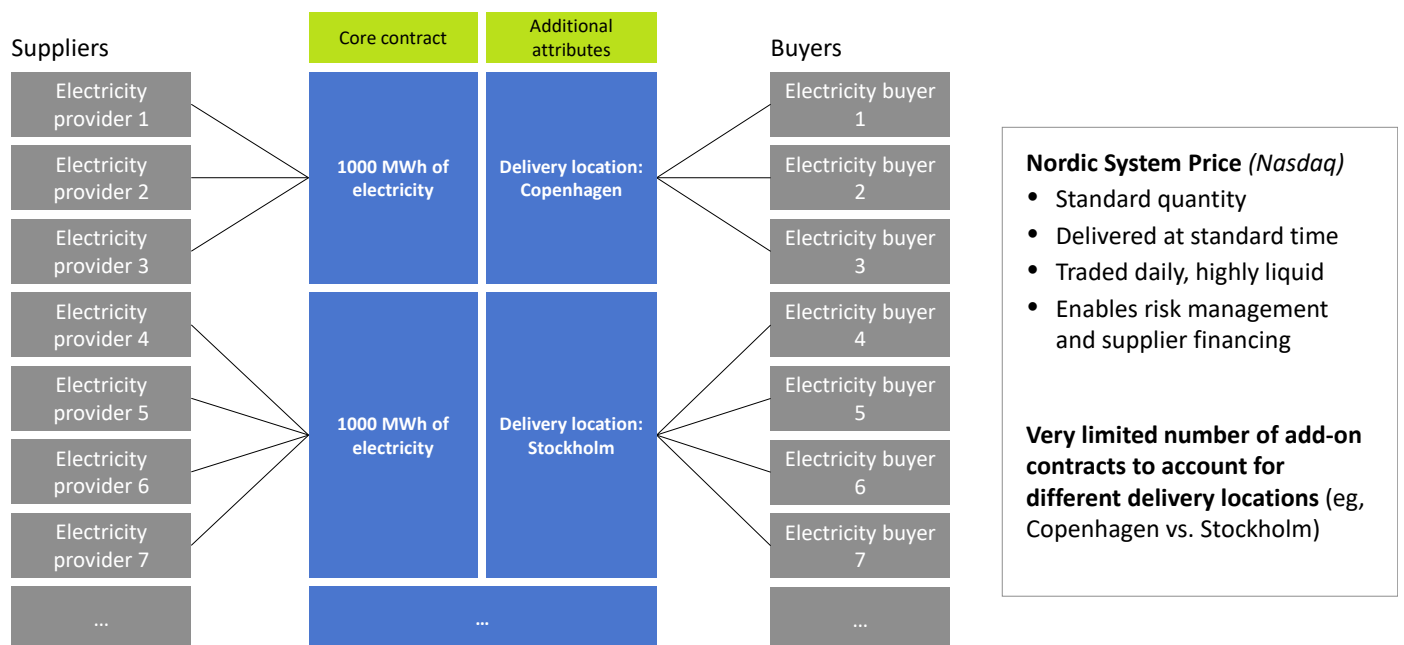 Suppliers
Core contract
Additional
attributes
Buyers
Electricity
provider 1
Electricity
provider 2
Electricity
provider 3
Electricity
provider 4
Electricity
provider 5
Electricity
provider 6
Electricity
provider 7
...
1000 MWh of
electricity
Delivery location:
Copenhagen
1000 MWh of
electricity
Delivery location:
Stockholm
...
Electricity buyer
1
Electricity buyer
2
Electricity buyer
3
Electricity buyer
4
Electricity buyer
5
Electricity buyer
6
Electricity buyer
7
...
Nordic System Price (Nasdaq)
• Standard quantity
• Delivered at standard time
• Traded daily, highly liquid
• Enables risk management
and supplier financing
Very limited number of add-on
contracts to account for
different delivery locations (eg,
Copenhagen vs. Stockholm)